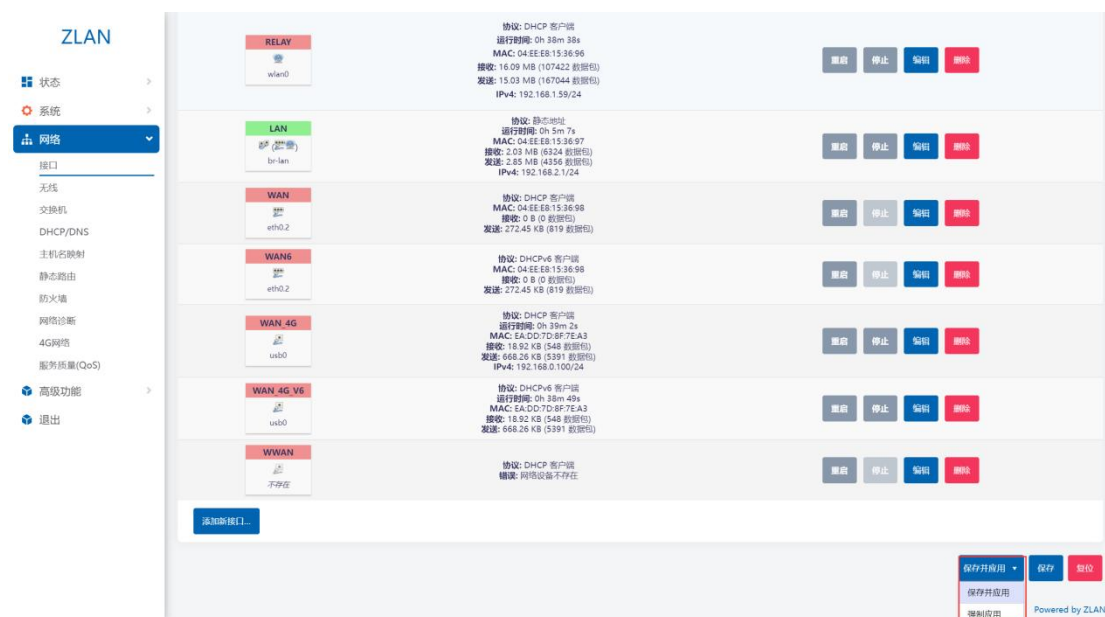 ZLAN
状态
系统
网络
接口
无线
交换机
DHCP/DNS
主机名映射
静态路由
防火墙
网络诊断
4G网络
服务质量(QoS)
高级功能
退出
RELAY
wlan0
协议: DHCP 客户端
运行时间: 0h 38m 38s
MAC: 04:EE:E8:15:36:96
接收: 16.09 MB (107422 数据包)
发送: 15.03 MB (167044 数据包)
IPv4: 192.168.1.59/24
重启 停止 编辑 删除
LAN
br-lan
协议: 静态地址
运行时间: 0h 5m 7s
MAC: 04:EE:E8:15:36:97
接收: 2.03 MB (6324 数据包)
发送: 2.85 MB (4356 数据包)
IPv4: 192.168.2.1/24
重启 停止 编辑 删除
WAN
eth0.2
协议: DHCP 客户端
MAC: 04:EE:E8:15:36:98
接收: 0 B (0 数据包)
发送: 272.45 KB (819 数据包)
重启 停止 编辑 删除
WAN6
eth0.2
协议: DHCPv6 客户端
MAC: 04:EE:E8:15:36:98
接收: 0 B (0 数据包)
发送: 272.45 KB (819 数据包)
重启 停止 编辑 删除
WAN_4G
usb0
协议: DHCP 客户端
运行时间: 0h 39m 2s
MAC: EA:DD:7D:8F:7E:A3
接收: 18.92 KB (548 数据包)
发送: 668.26 KB (5391 数据包)
IPv4: 192.168.0.100/24
重启 停止 编辑 删除
WAN_4G_V6
usb0
协议: DHCPv6 客户端
运行时间: 0h 38m 49s
MAC: EA:DD:7D:8F:7E:A3
接收: 18.92 KB (548 数据包)
发送: 668.26 KB (5391 数据包)
重启 停止 编辑 删除
WWAN
不存在
协议: DHCP 客户端
错误: 网络设备不存在
重启 停止 编辑 删除
添加新接口...
保存并应用 保存 复位
保存并应用
强制应用
Powered by ZLAN